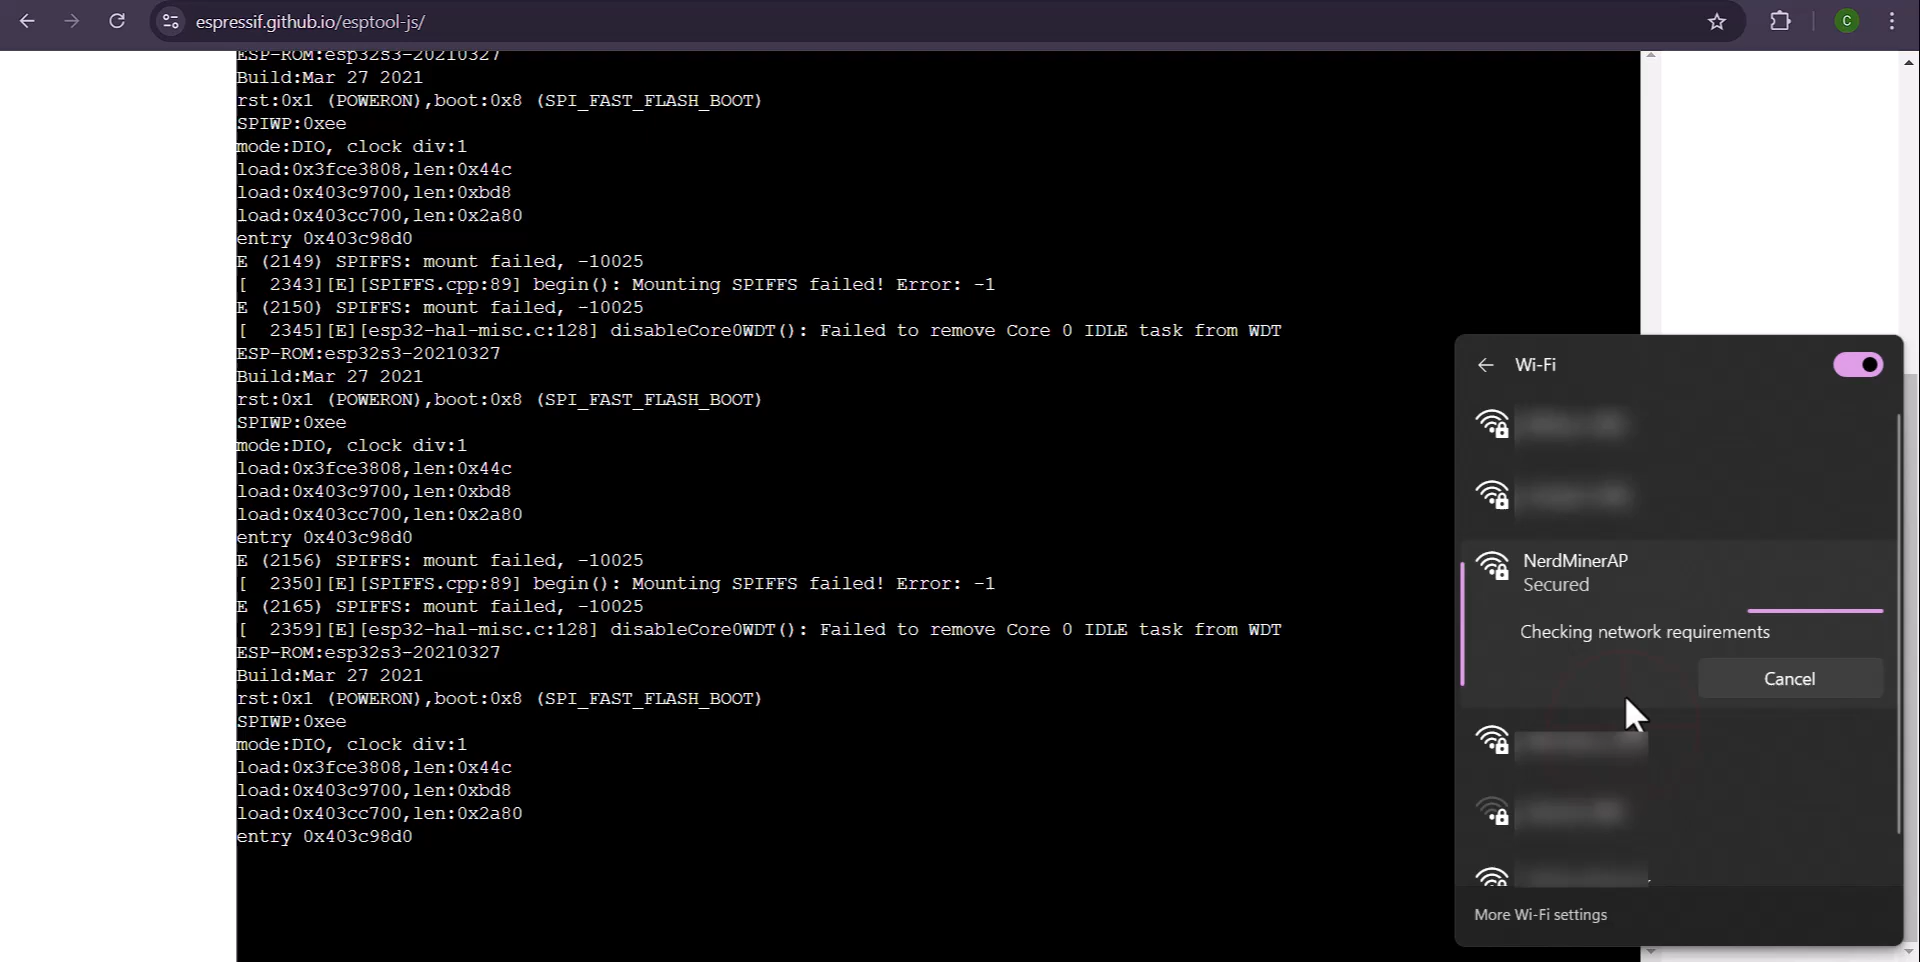 espressif.github.io/esptool-js/
C
ESP-ROM:esp32s3-20210327
Build:Mar 27 2021
rst:0x1 (POWERON),boot:0x8 (SPI_FAST_FLASH_BOOT)
SPIWP:0xee
mode:DIO, clock div:1
load:0x3fce3808,len:0x44c
load:0x403c9700,len:0xbd8
load:0x403cc700,len:0x2a80
entry 0x403c98d0
E (2149) SPIFFS: mount failed, -10025
[  2343][E][SPIFFS.cpp:89] begin(): Mounting SPIFFS failed! Error: -1
E (2150) SPIFFS: mount failed, -10025
[  2345][E][esp32-hal-misc.c:128] disableCore0WDT(): Failed to remove Core 0 IDLE task from WDT
ESP-ROM:esp32s3-20210327
Build:Mar 27 2021
rst:0x1 (POWERON),boot:0x8 (SPI_FAST_FLASH_BOOT)
SPIWP:0xee
mode:DIO, clock div:1
load:0x3fce3808,len:0x44c
load:0x403c9700,len:0xbd8
load:0x403cc700,len:0x2a80
entry 0x403c98d0
E (2156) SPIFFS: mount failed, -10025
[  2350][E][SPIFFS.cpp:89] begin(): Mounting SPIFFS failed! Error: -1
E (2165) SPIFFS: mount failed, -10025
[  2359][E][esp32-hal-misc.c:128] disableCore0WDT(): Failed to remove Core 0 IDLE task from WDT
ESP-ROM:esp32s3-20210327
Build:Mar 27 2021
rst:0x1 (POWERON),boot:0x8 (SPI_FAST_FLASH_BOOT)
SPIWP:0xee
mode:DIO, clock div:1
load:0x3fce3808,len:0x44c
load:0x403c9700,len:0xbd8
load:0x403cc700,len:0x2a80
entry 0x403c98d0
Wi-Fi
NerdMinerAP
Secured
Checking network requirements
Cancel
More Wi-Fi settings